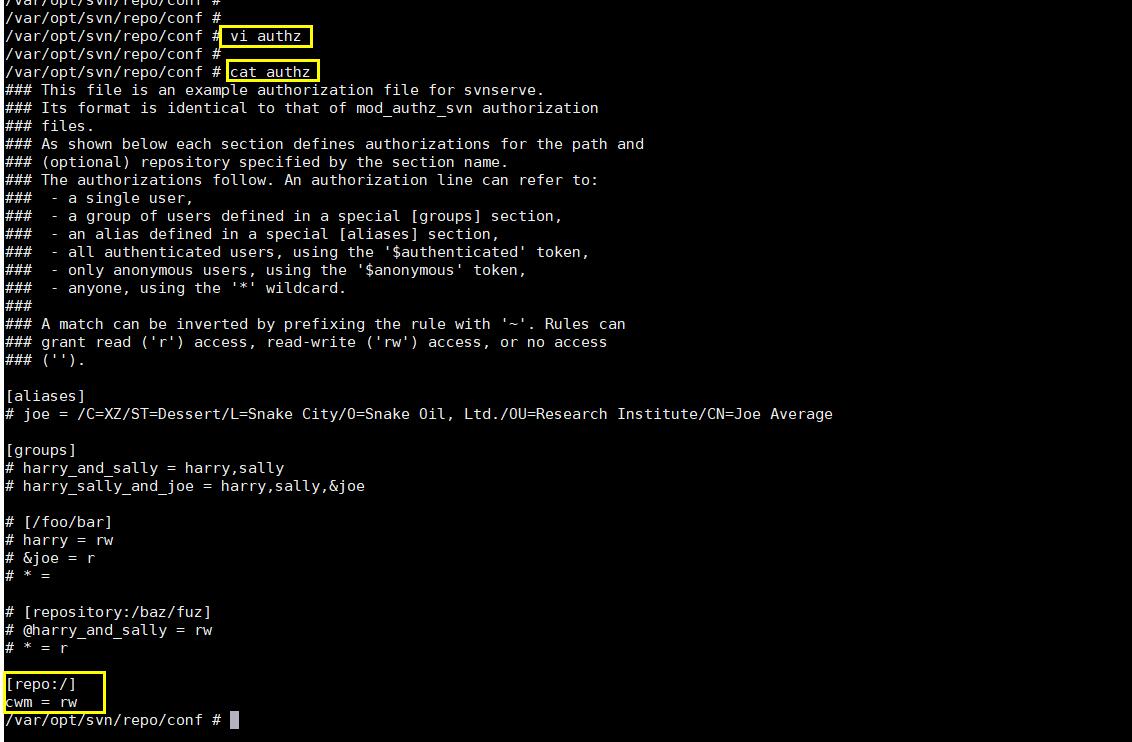 /var/opt/svn/repo/conf #
/var/opt/svn/repo/conf #
/var/opt/svn/repo/conf # vi authz
/var/opt/svn/repo/conf #
/var/opt/svn/repo/conf # cat authz
### This file is an example authorization file for svnserve.
### Its format is identical to that of mod_authz_svn authorization
### files.
### As shown below each section defines authorizations for the path and
### (optional) repository specified by the section name.
### The authorizations follow. An authorization line can refer to:
###  - a single user,
###  - a group of users defined in a special [groups] section,
###  - an alias defined in a special [aliases] section,
###  - all authenticated users, using the '$authenticated' token,
###  - only anonymous users, using the '$anonymous' token,
###  - anyone, using the '*' wildcard.
###
### A match can be inverted by prefixing the rule with '~'. Rules can
### grant read ('r') access, read-write ('rw') access, or no access
### ('').
[aliases]
# joe = /C=XZ/ST=Dessert/L=Snake City/O=Snake Oil, Ltd./OU=Research Institute/CN=Joe Average
[groups]
# harry_and_sally = harry,sally
# harry_sally_and_joe = harry,sally,&joe
# [/foo/bar]
# harry = rw
# &joe = r
# * =
# [repository:/baz/fuz]
# @harry_and_sally = rw
# * = r
[repo:/]
cwm = rw
/var/opt/svn/repo/conf #